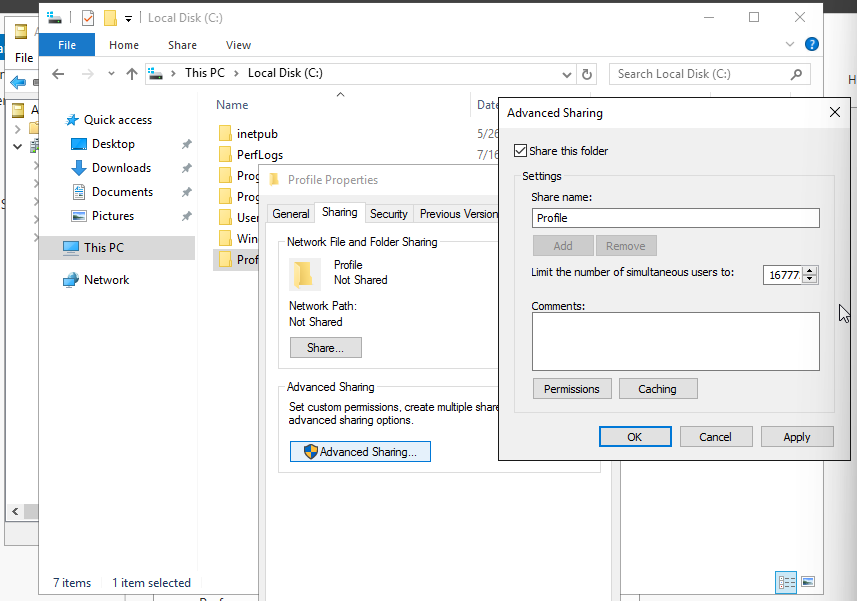 Local Disk (C:)
File
Home
Share
View
File
This PC
Local Disk (C:)
Search Local Disk (C:)
A
Quick access
Desktop
Downloads
Documents
Pictures
This PC
Network
Name
Date
inetpub
5/26
PerfLogs
7/16
Prog
Prog
User
Win
Prof
7 items
1 item selected
Profile Properties
General
Sharing
Security
Previous Version
Network File and Folder Sharing
Profile
Not Shared
Network Path:
Not Shared
Share...
Advanced Sharing
Set custom permissions, create multiple share
advanced sharing options.
Advanced Sharing...
Advanced Sharing
Share this folder
Settings
Share name:
Profile
Add
Remove
Limit the number of simultaneous users to:
16777
Comments:
Permissions
Caching
OK
Cancel
Apply